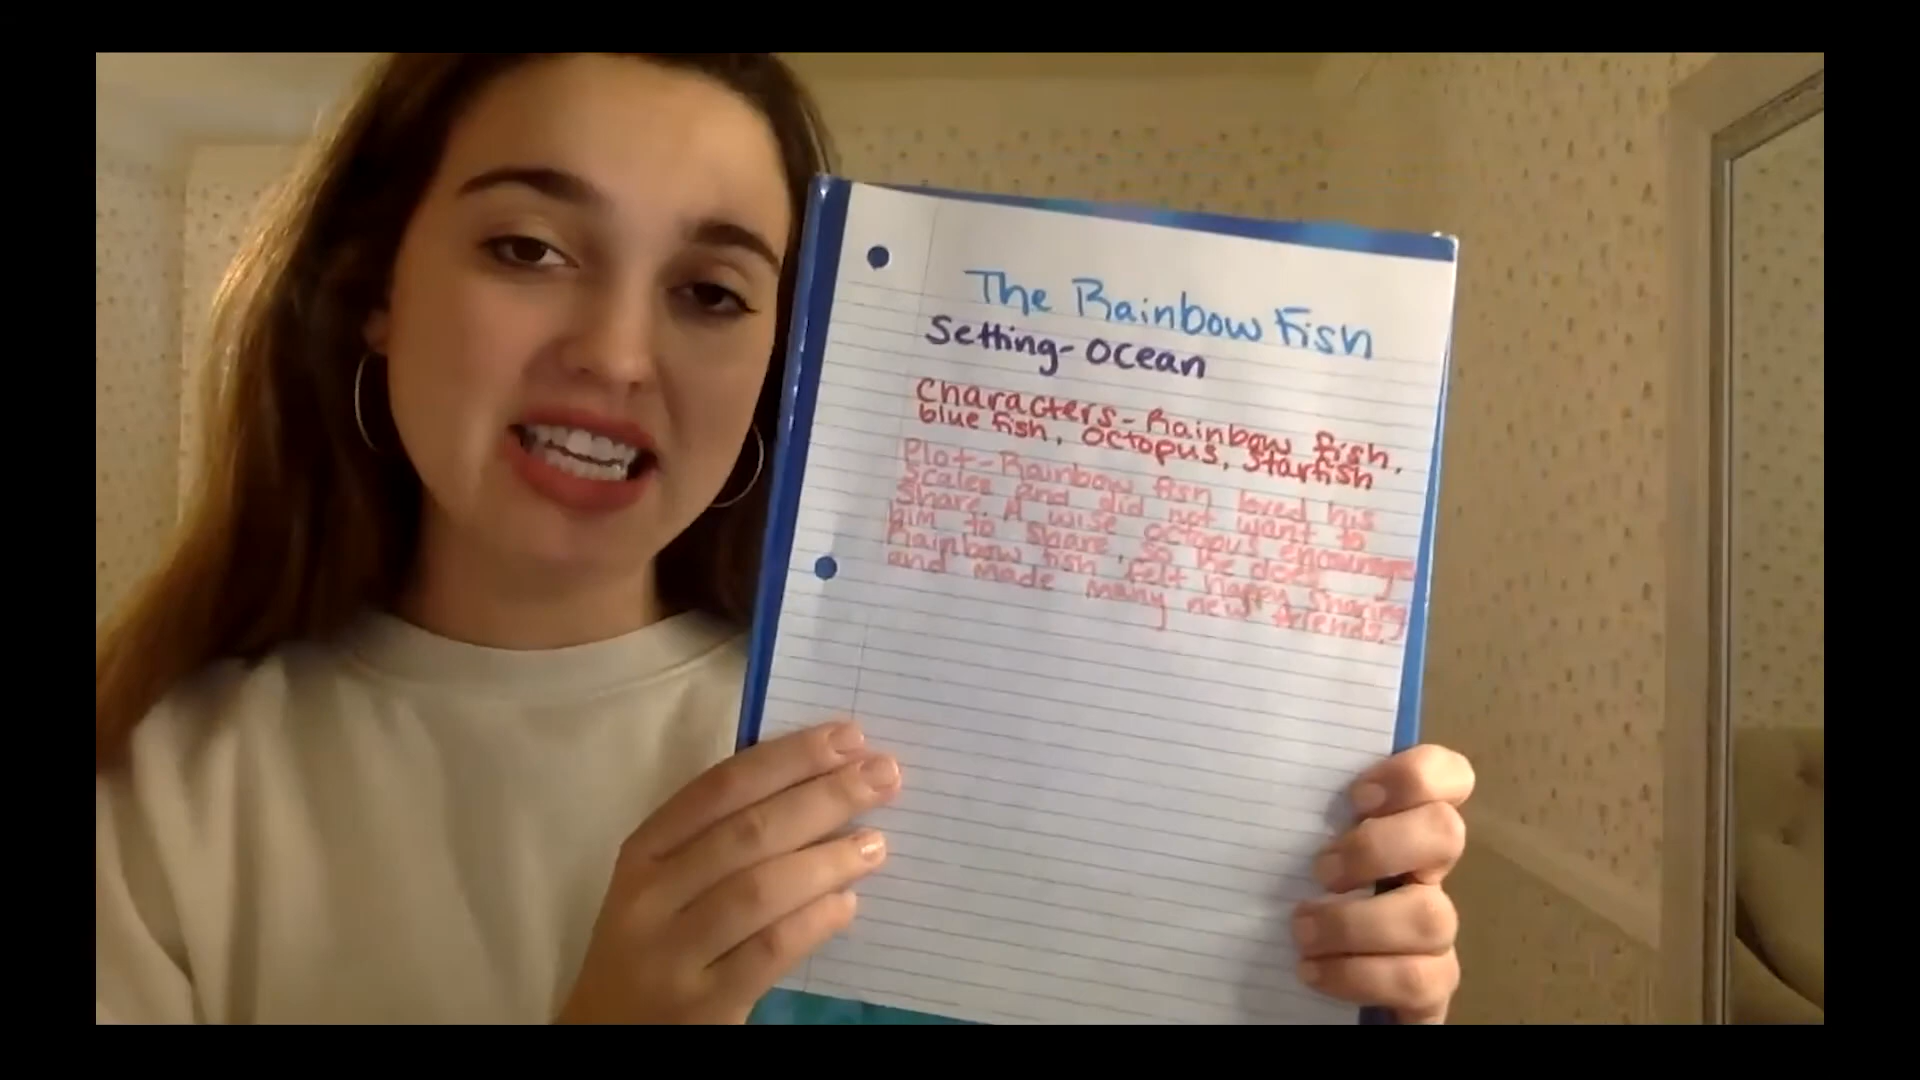 The Rainbow Fish
Setting- Ocean
Characters- Rainbow fish,
blue fish, Octopus, Starfish
Plot- Rainbow fish loved his
scales and did not want to
share. A wise octopus encourages
him to share, so he does
Rainbow fish felt happy sharing
and made many new friends.